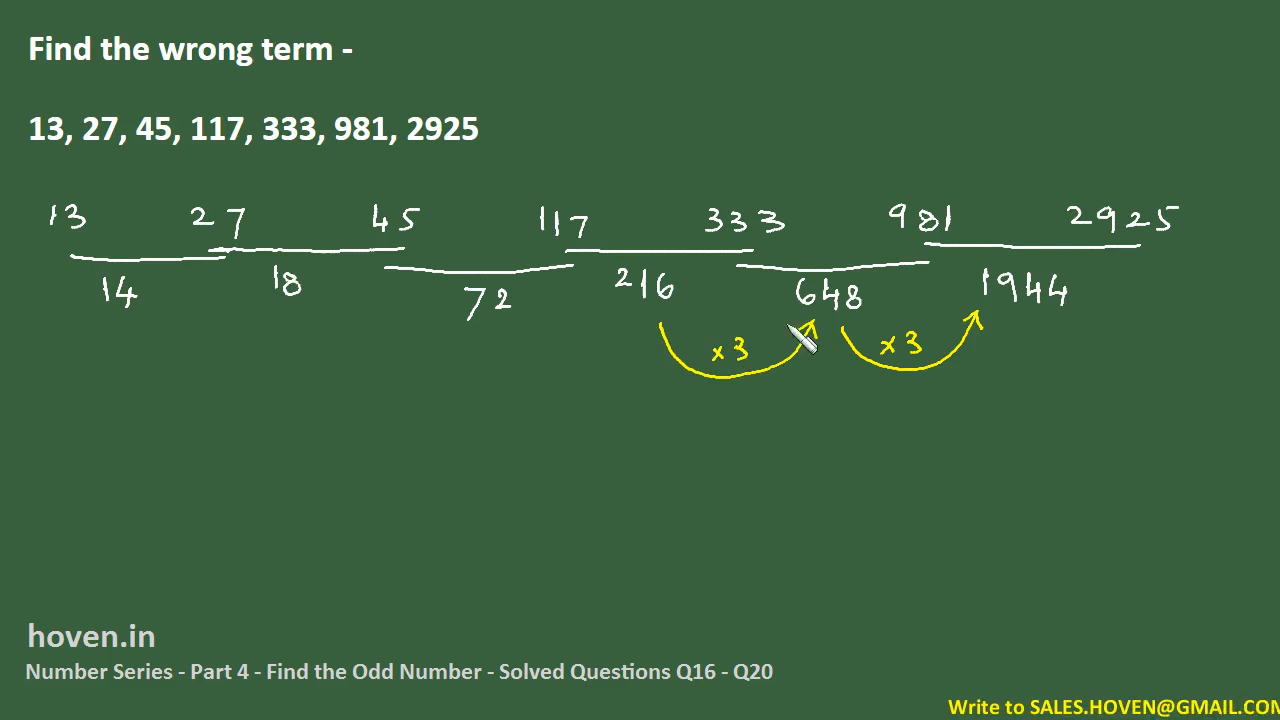 Find the wrong term -
13, 27, 45, 117, 333, 981, 2925
13 27 45 117 333 981 2925
14 18 72 216 648 1944
×3 ×3
hoven.in
Number Series - Part 4 - Find the Odd Number - Solved Questions Q16 - Q20
Write to SALES.HOVEN@GMAIL.COM